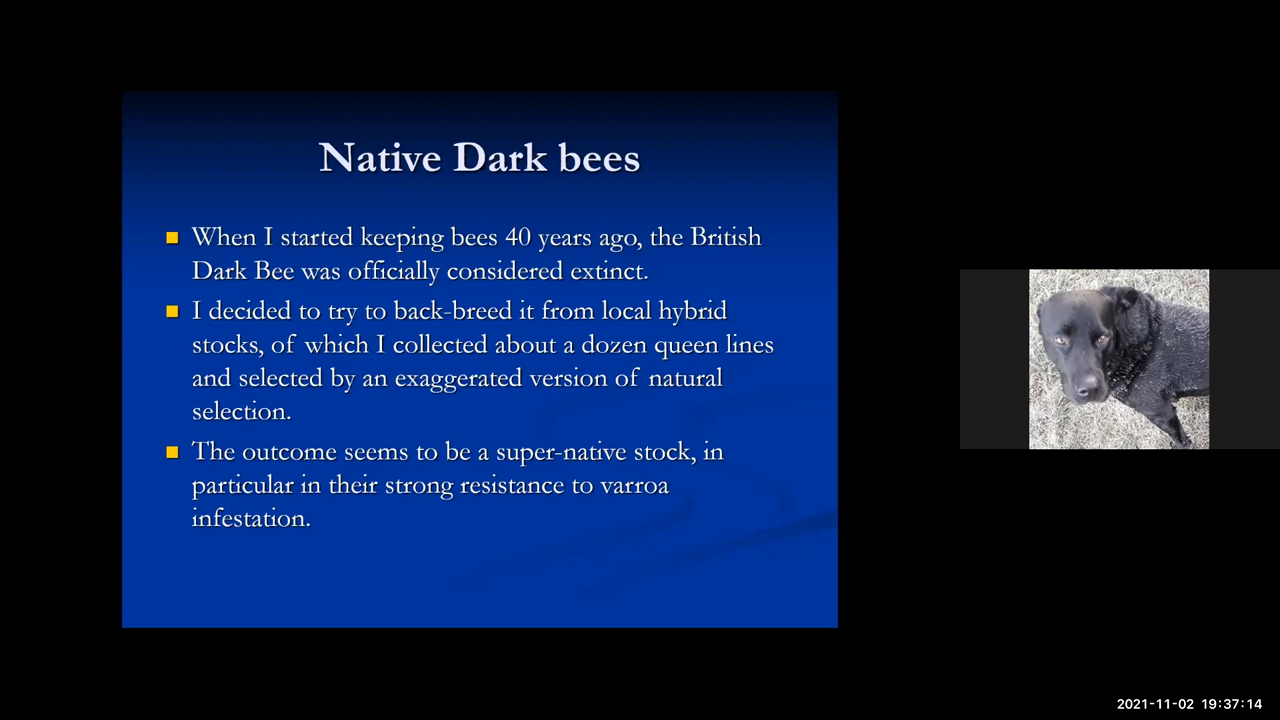 Native Dark bees
When I started keeping bees 40 years ago, the British
Dark Bee was officially considered extinct.
I decided to try to back-breed it from local hybrid
stocks, of which I collected about a dozen queen lines
and selected by an exaggerated version of natural
selection.
The outcome seems to be a super-native stock, in
particular in their strong resistance to varroa
infestation.
2021-11-02 19:37:14